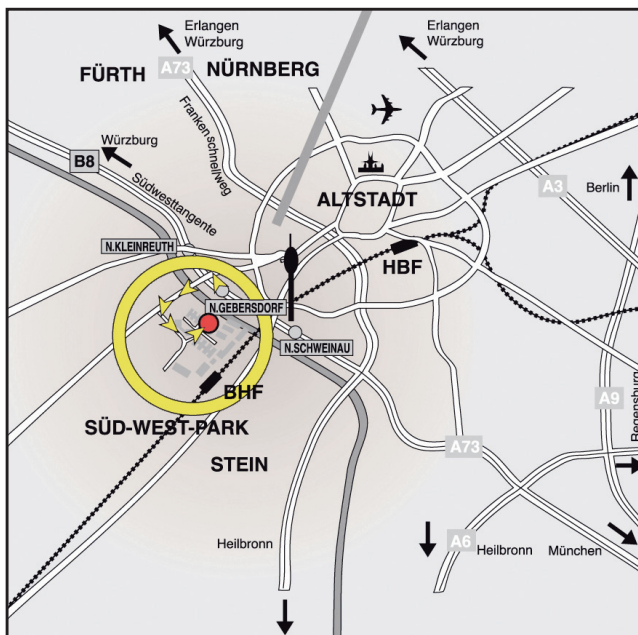 Erlangen
Würzburg
Erlangen
Würzburg
A73
FÜRTH
NÜRNBERG
Frankenschnellweg
Würzburg
B8
Südwesttangente
ALTSTADT
A3
Berlin
N.KLEINREUTH
HBF
N.GEBERSDORF
N.SCHWEINAU
BHF
A9
Regensburg
SÜD-WEST-PARK
STEIN
A73
Heilbronn
A6
Heilbronn
München